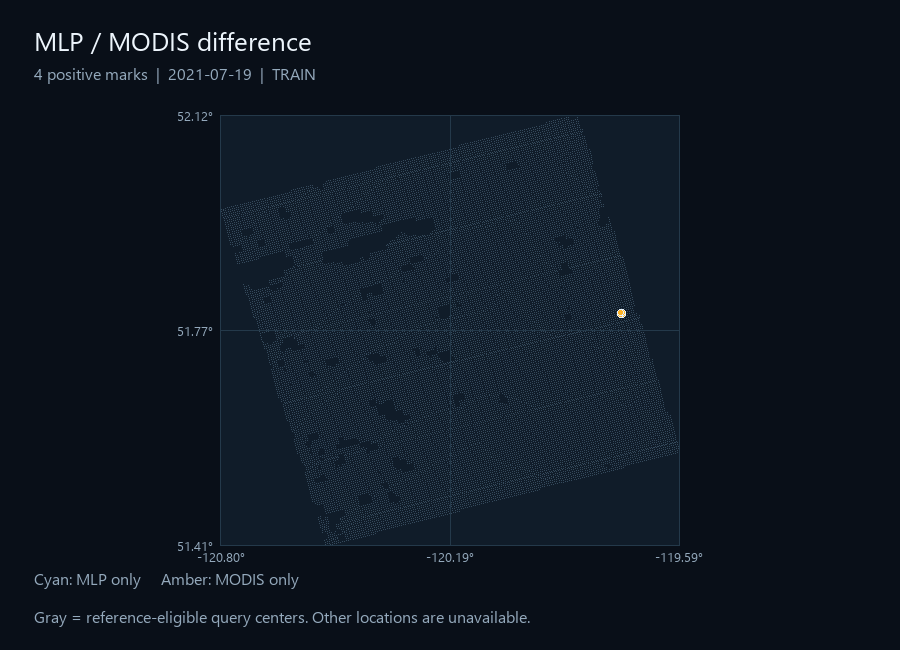 MLP / MODIS difference
4 positive marks | 2021-07-19 | TRAIN
52.12°
51.77°
51.41°
-120.80° -120.19° -119.59°
Cyan: MLP only Amber: MODIS only
Gray = reference-eligible query centers. Other locations are unavailable.